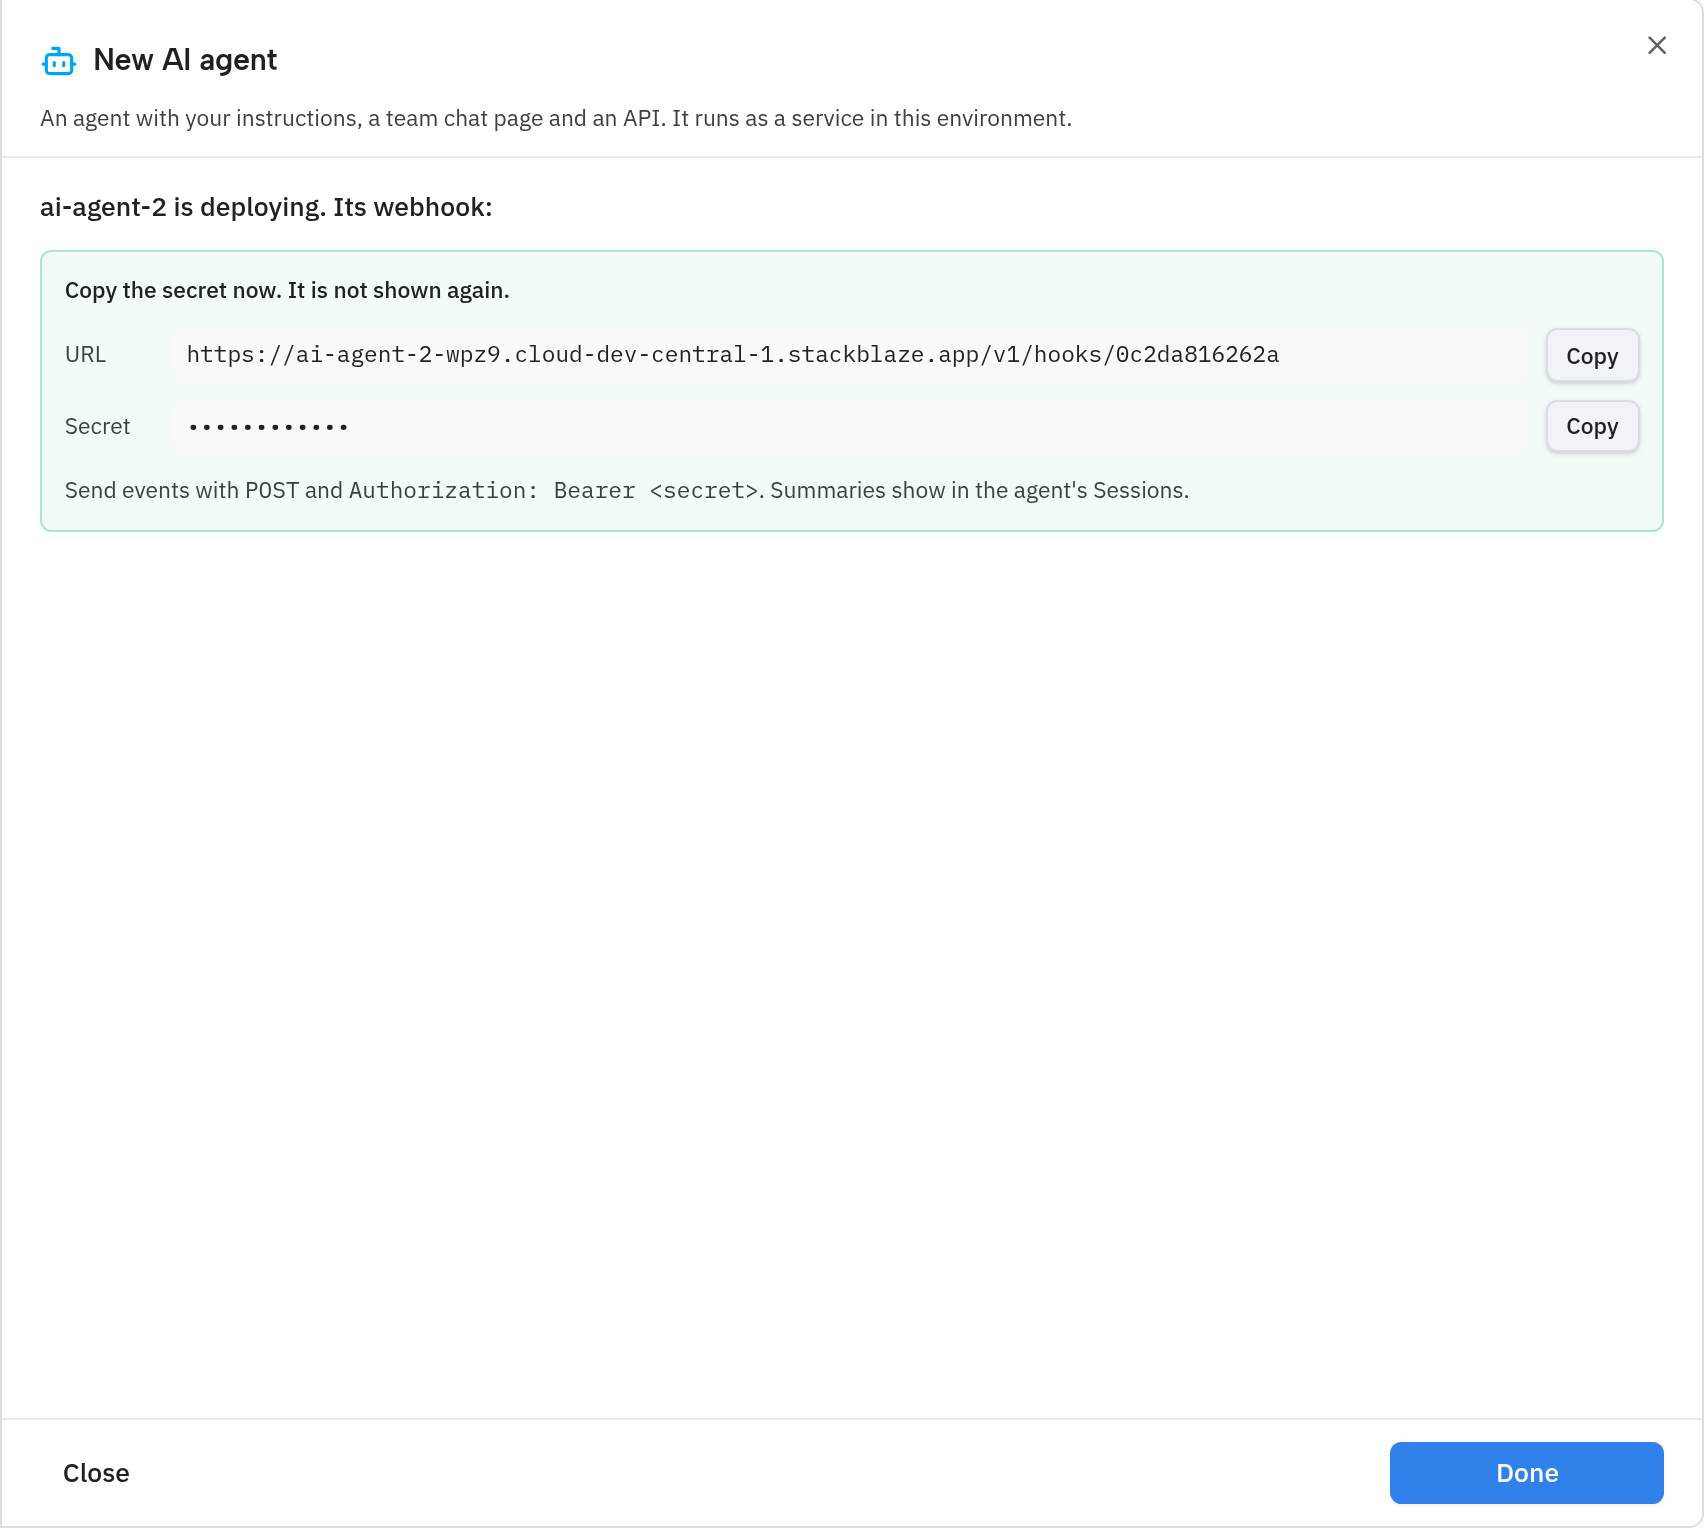 New AI agent
An agent with your instructions, a team chat page and an API. It runs as a service in this environment.
ai-agent-2 is deploying. Its webhook:
Copy the secret now. It is not shown again.
URL https://ai-agent-2-wpz9.cloud-dev-central-1.stackblaze.app/v1/hooks/0c2da816262a Copy
Secret •••••••••••• Copy
Send events with POST and Authorization: Bearer <secret>. Summaries show in the agent's Sessions.
Close Done